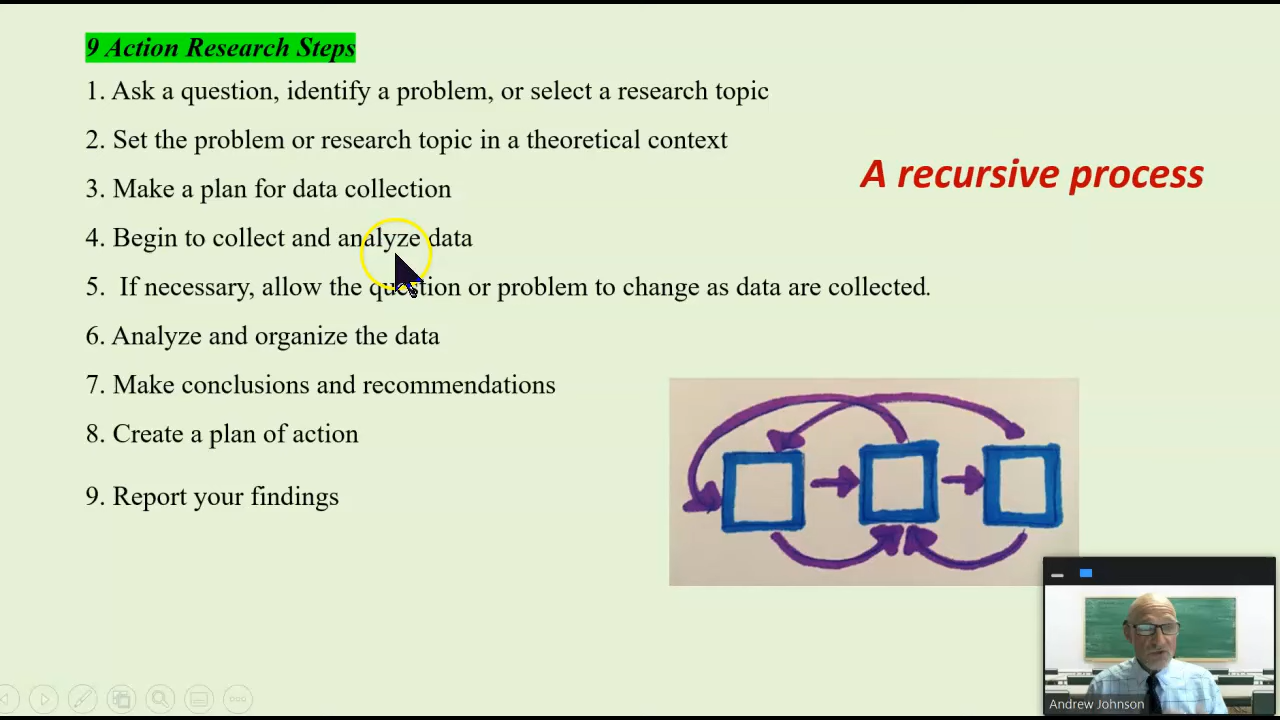 9 Action Research Steps
1. Ask a question, identify a problem, or select a research topic
2. Set the problem or research topic in a theoretical context
A recursive process
3. Make a plan for data collection
4. Begin to collect and analyze data
5. If necessary, allow the question or problem to change as data are collected.
6. Analyze and organize the data
7. Make conclusions and recommendations
8. Create a plan of action
9. Report your findings
Andrew Johnson